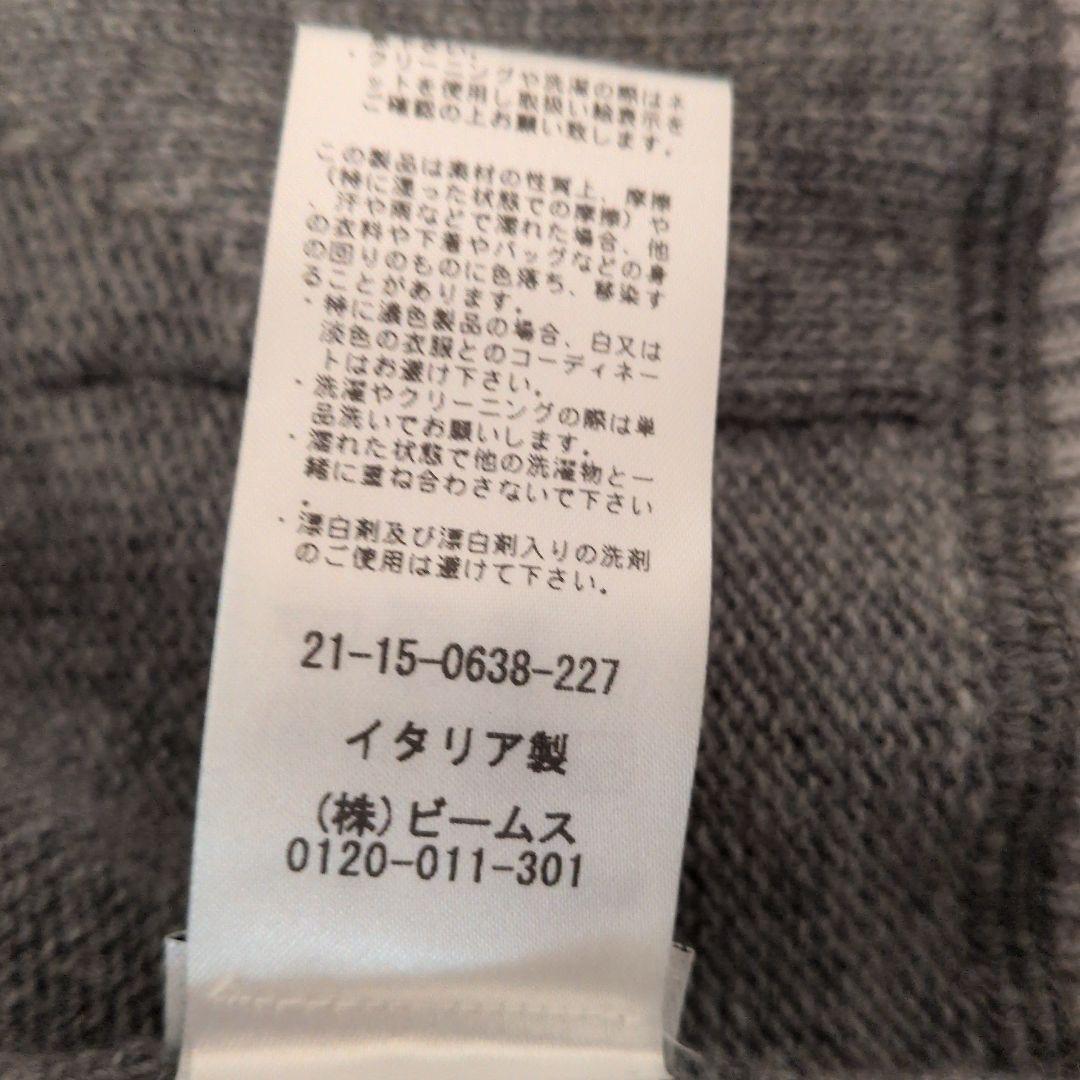 ・クリーニングや洗濯の際はネ
ットを使用し取扱い絵表示を
ご確認の上お願い致します。
この製品は素材の性質上、摩擦
(特に湿った状態での摩擦)や
、汗や雨などで濡れた場合、他
の衣料や下着やバッグなどの身
の回りのものに色落ち、移染す
ることがあります。
・特に濃色製品の場合、白又は
淡色の衣服とのコーディネー
トはお避け下さい。
・洗濯やクリーニングの際は単
品洗いでお願いします。
・濡れた状態で他の洗濯物と一
緒に重ね合わさないで下さい
。
・漂白剤及び漂白剤入りの洗剤
のご使用は避けて下さい。
21-15-0638-227
イタリア製
(株)ビームス
0120-011-301